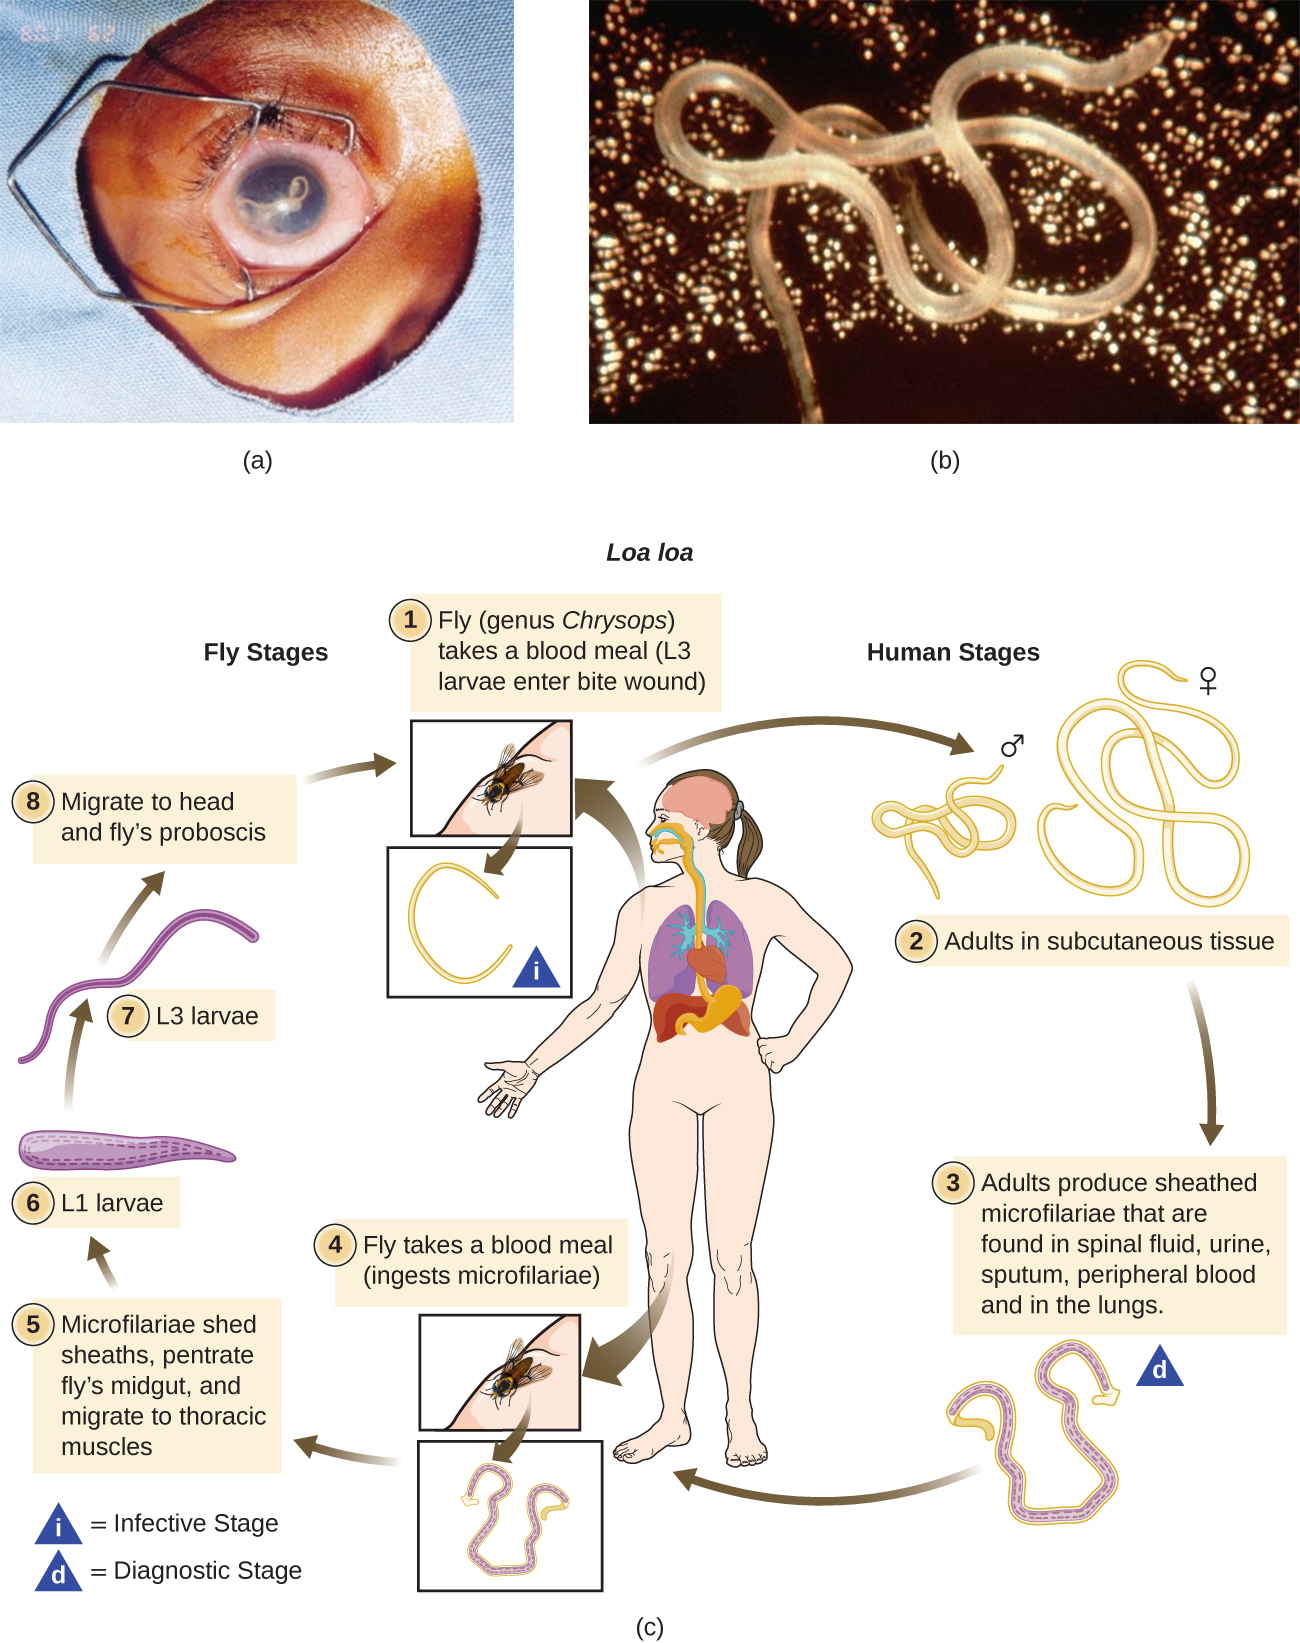 (a)
(b)
Loa loa
Fly Stages
Human Stages
1 Fly (genus Chrysops)
takes a blood meal (L3
larvae enter bite wound)
i
♂
♀
2 Adults in subcutaneous tissue
3 Adults produce sheathed
microfilariae that are
found in spinal fluid, urine,
sputum, peripheral blood
and in the lungs.
d
4 Fly takes a blood meal
(ingests microfilariae)
5 Microfilariae shed
sheaths, pentrate
fly’s midgut, and
migrate to thoracic
muscles
6 L1 larvae
7 L3 larvae
8 Migrate to head
and fly’s proboscis
i = Infective Stage
d = Diagnostic Stage
(c)